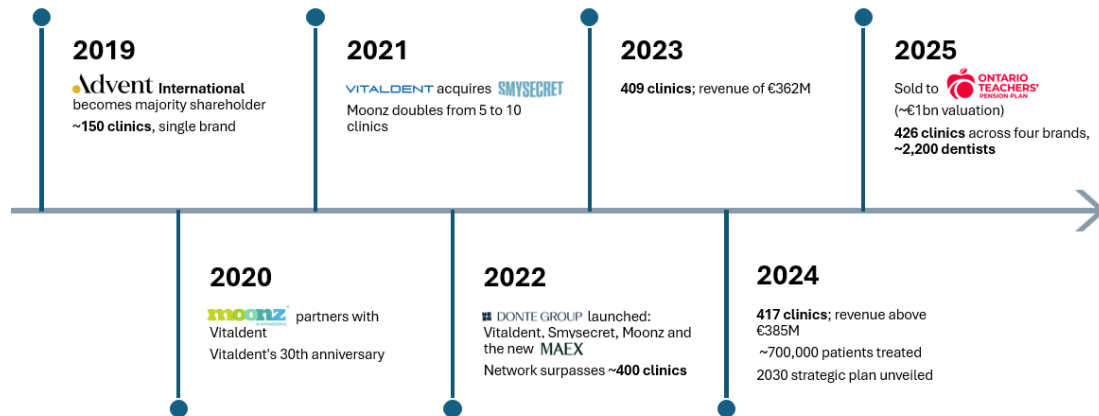 2019
Advent International
becomes majority shareholder
~150 clinics, single brand
2021
VITALDENT acquires SMYSECRET
Moonz doubles from 5 to 10
clinics
2023
409 clinics; revenue of €362M
2025
Sold to ONTARIO TEACHERS' PENSION PLAN
(~€1bn valuation)
426 clinics across four brands,
~2,200 dentists
2020
moonz partners with
Vitaldent
Vitaldent's 30th anniversary
2022
DONTE GROUP launched:
Vitaldent, Smysecret, Moonz and
the new MAEX
Network surpasses ~400 clinics
2024
417 clinics; revenue above
€385M
~700,000 patients treated
2030 strategic plan unveiled